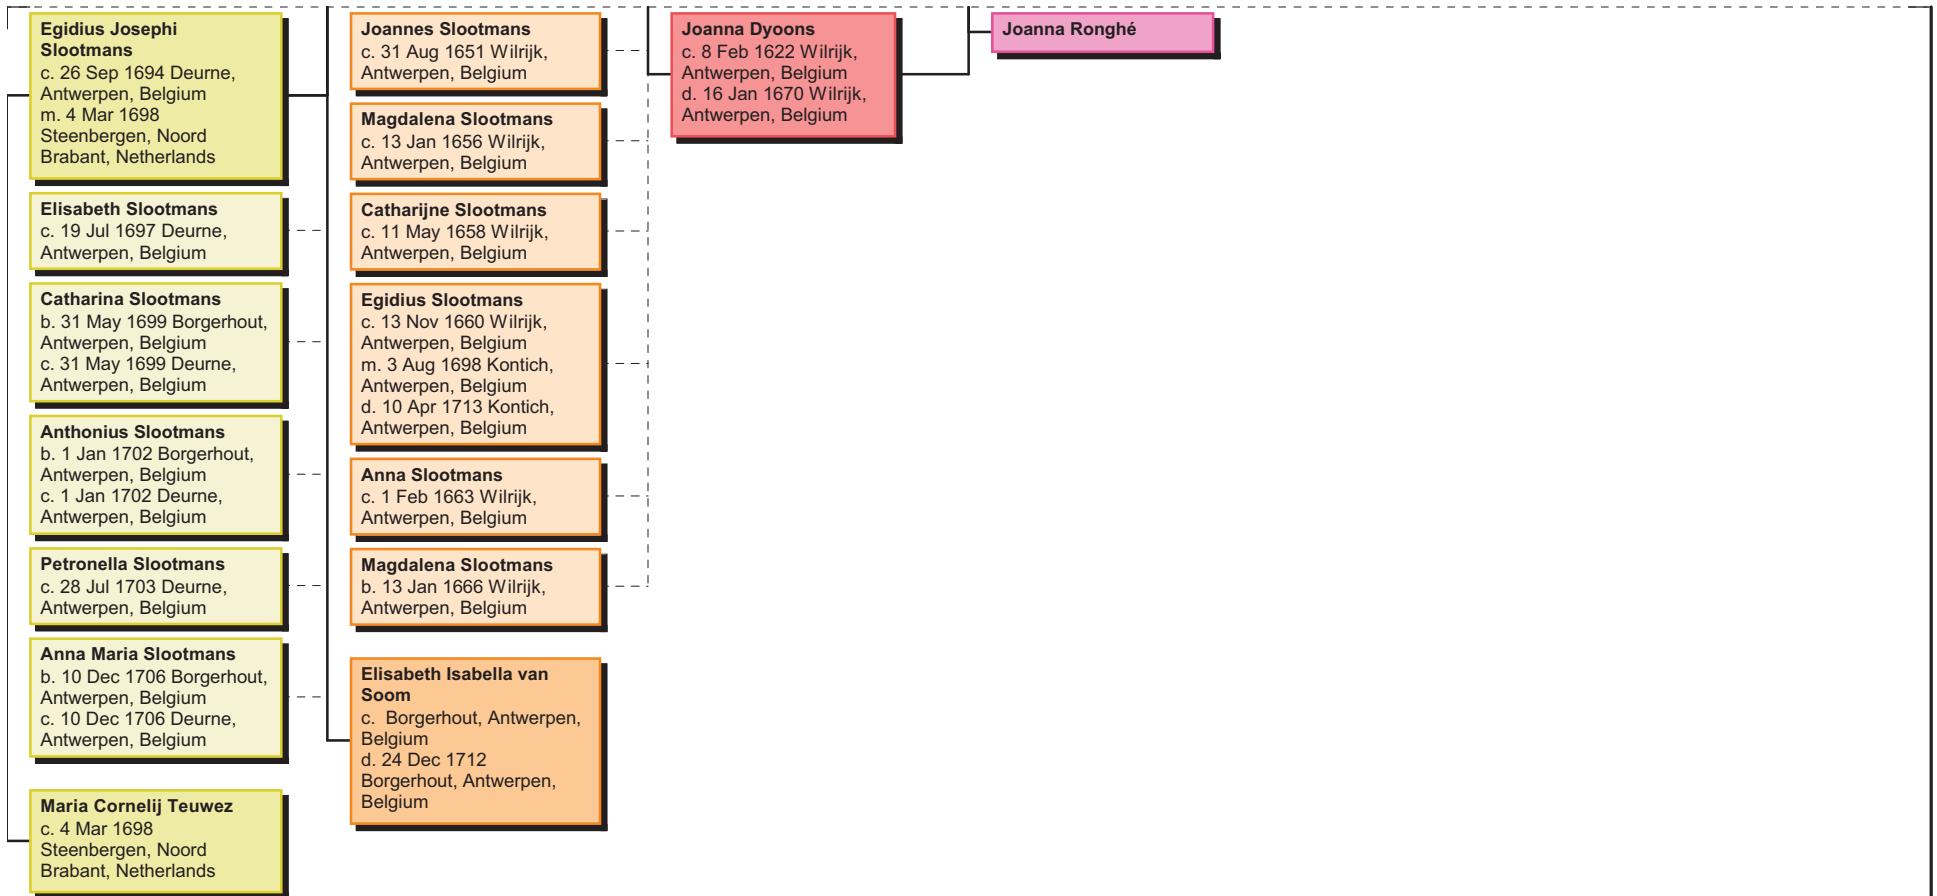 Egidius Josephi
Slootmans
c. 26 Sep 1694 Deurne,
Antwerpen, Belgium
m. 4 Mar 1698
Steenbergen, Noord
Brabant, Netherlands
Elisabeth Slootmans
c. 19 Jul 1697 Deurne,
Antwerpen, Belgium
Catharina Slootmans
b. 31 May 1699 Borgerhout,
Antwerpen, Belgium
c. 31 May 1699 Deurne,
Antwerpen, Belgium
Anthonius Slootmans
b. 1 Jan 1702 Borgerhout,
Antwerpen, Belgium
c. 1 Jan 1702 Deurne,
Antwerpen, Belgium
Petronella Slootmans
c. 28 Jul 1703 Deurne,
Antwerpen, Belgium
Anna Maria Slootmans
b. 10 Dec 1706 Borgerhout,
Antwerpen, Belgium
c. 10 Dec 1706 Deurne,
Antwerpen, Belgium
Maria Cornelij Teuwez
c. 4 Mar 1698
Steenbergen, Noord
Brabant, Netherlands
Joannes Slootmans
c. 31 Aug 1651 Wilrijk,
Antwerpen, Belgium
Magdalena Slootmans
c. 13 Jan 1656 Wilrijk,
Antwerpen, Belgium
Catharijne Slootmans
c. 11 May 1658 Wilrijk,
Antwerpen, Belgium
Egidius Slootmans
c. 13 Nov 1660 Wilrijk,
Antwerpen, Belgium
m. 3 Aug 1698 Kontich,
Antwerpen, Belgium
d. 10 Apr 1713 Kontich,
Antwerpen, Belgium
Anna Slootmans
c. 1 Feb 1663 Wilrijk,
Antwerpen, Belgium
Magdalena Slootmans
b. 13 Jan 1666 Wilrijk,
Antwerpen, Belgium
Elisabeth Isabella van
Soom
c. Borgerhout, Antwerpen,
Belgium
d. 24 Dec 1712
Borgerhout, Antwerpen,
Belgium
Joanna Dyoons
c. 8 Feb 1622 Wilrijk,
Antwerpen, Belgium
d. 16 Jan 1670 Wilrijk,
Antwerpen, Belgium
Joanna Ronghé